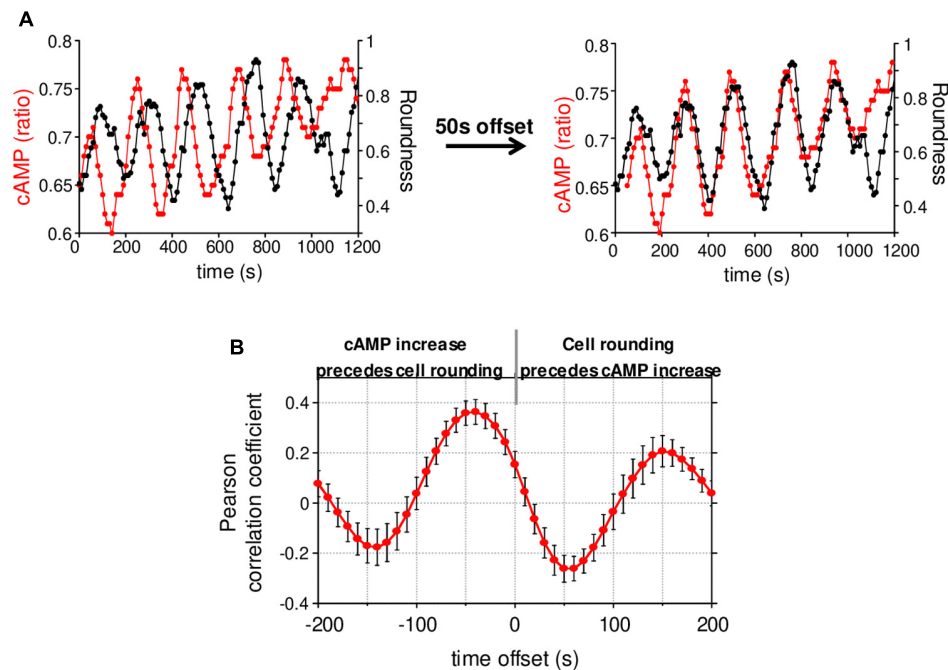 A
0.8
0.75
0.7
0.65
0.6
cAMP (ratio)
1
0.8
0.6
0.4
Roundness
0 200 400 600 800 1000 1200
time (s)
50s offset
0.8
0.75
0.7
0.65
0.6
cAMP (ratio)
1
0.8
0.6
0.4
Roundness
0 200 400 600 800 1000 1200
time (s)
B
cAMP increase
precedes cell rounding
Cell rounding
precedes cAMP increase
Pearson
correlation coefficient
0.4
0.2
0
-0.2
-0.4
-200 -100 0 100 200
time offset (s)